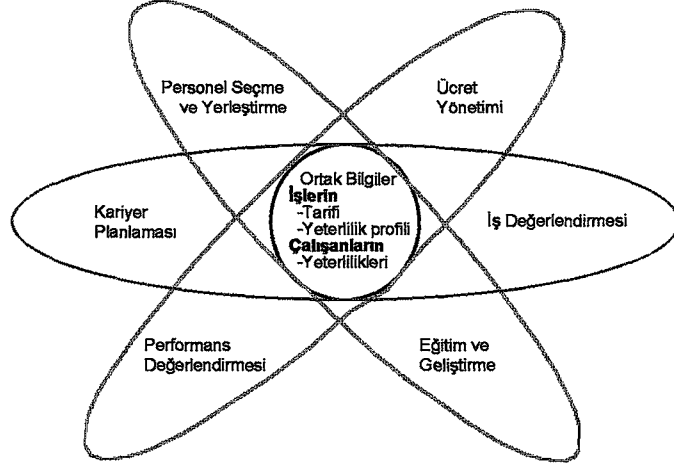 Personel Seçme
ve Yerleştirme
Ücret
Yönetimi
Kariyer
Planlaması
Ortak Bilgiler
İşlerin
-Tarifi
-Yeterlilik profili
Çalışanların
-Yeterlilikleri
İş Değerlendirmesi
Performans
Değerlendirmesi
Eğitim ve
Geliştirme